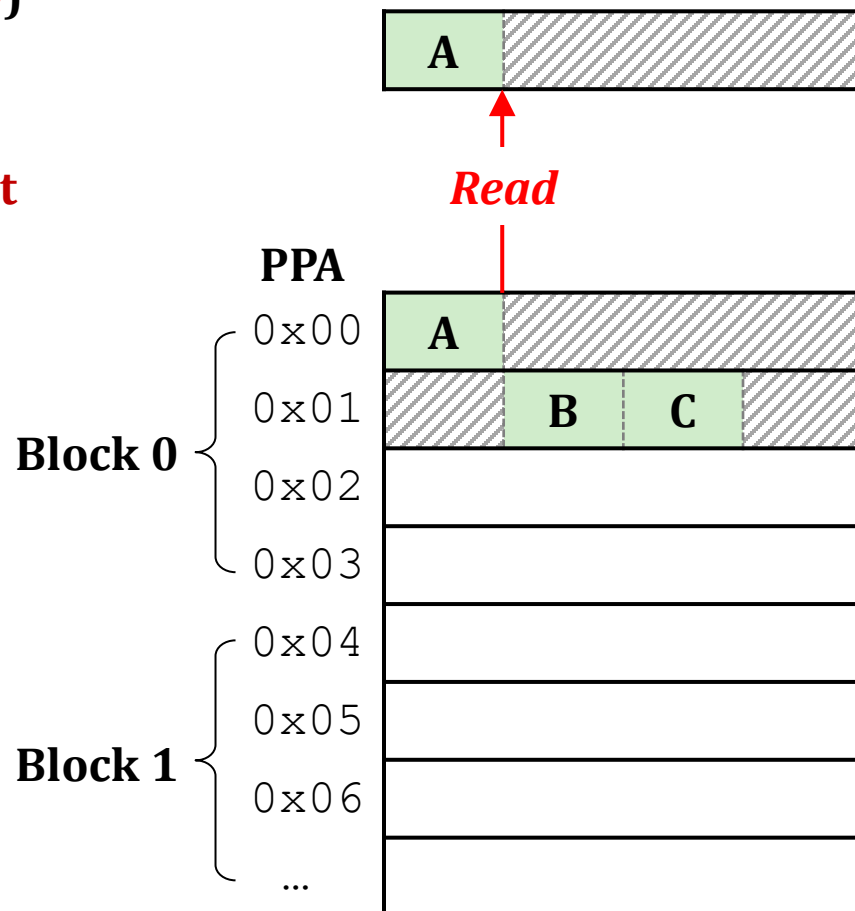 A
t
Read
PPA
0x00 A
0x01 B C
Block 0
0x02
0x03
0x04
0x05
Block 1
0x06
...